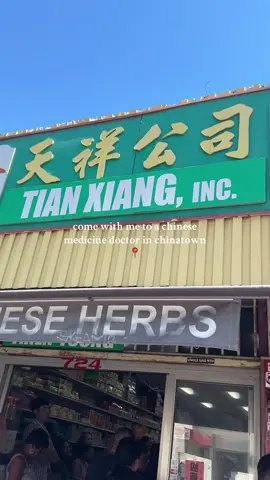 天祥公司
TIAN XIANG, INC.
come with me to a chinese
medicine doctor in chinatown
📍
ESE HERBS
724